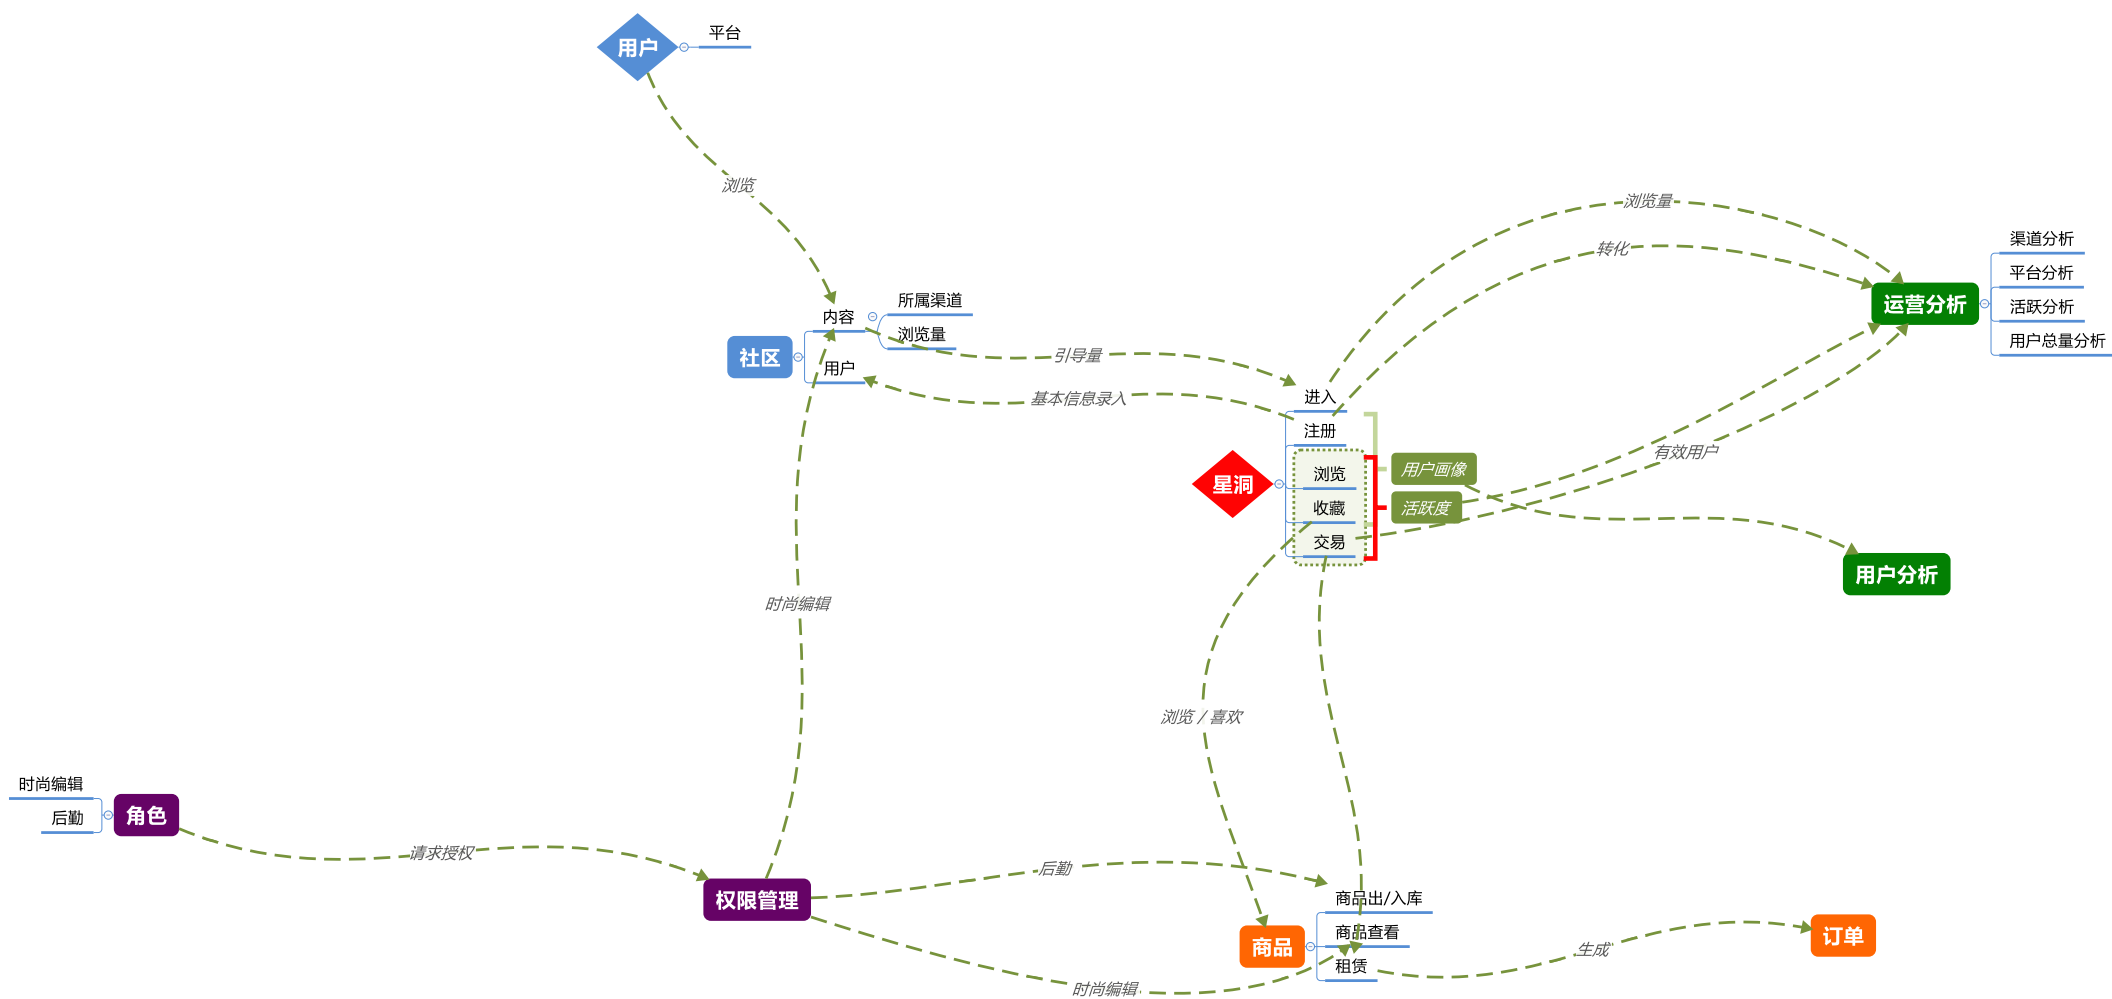 用户
平台
浏览
浏览量
渠道分析
转化
平台分析
所属渠道
运营分析
活跃分析
内容
浏览量
用户总量分析
社区
引导量
用户
进入
基本信息录入
注册
有效用户
浏览
用户画像
星洞
收藏
活跃度
交易
用户分析
时尚编辑
浏览 / 喜欢
时尚编辑
角色
后勤
请求授权
后勤
权限管理
商品出/入库
商品查看
订单
商品
生成
租赁
时尚编辑